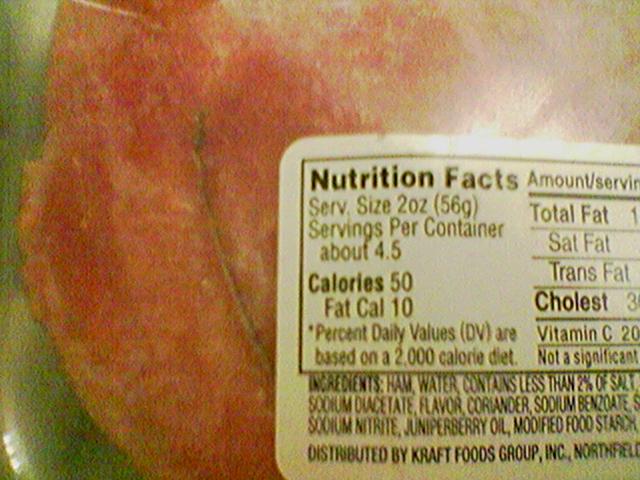 Nutrition Facts
Serv. Size 2oz (56g)
Servings Per Container
about 4.5
Calories 50
Fat Cal 10
*Percent Daily Values (DV) are
based on a 2,000 calorie diet.
Amount/servin
Total Fat 1
Sat Fat
Trans Fat
Cholest 3
Vitamin C 20
Not a significant
INGREDIENTS: HAM, WATER, CONTAINS LESS THAN 2% OF SALT,
SODIUM DIACETATE, FLAVOR, CORIANDER, SODIUM BENZOATE, S
SODIUM NITRITE, JUNIPERBERRY OIL, MODIFIED FOOD STARCH,
DISTRIBUTED BY KRAFT FOODS GROUP, INC., NORTHFIELD